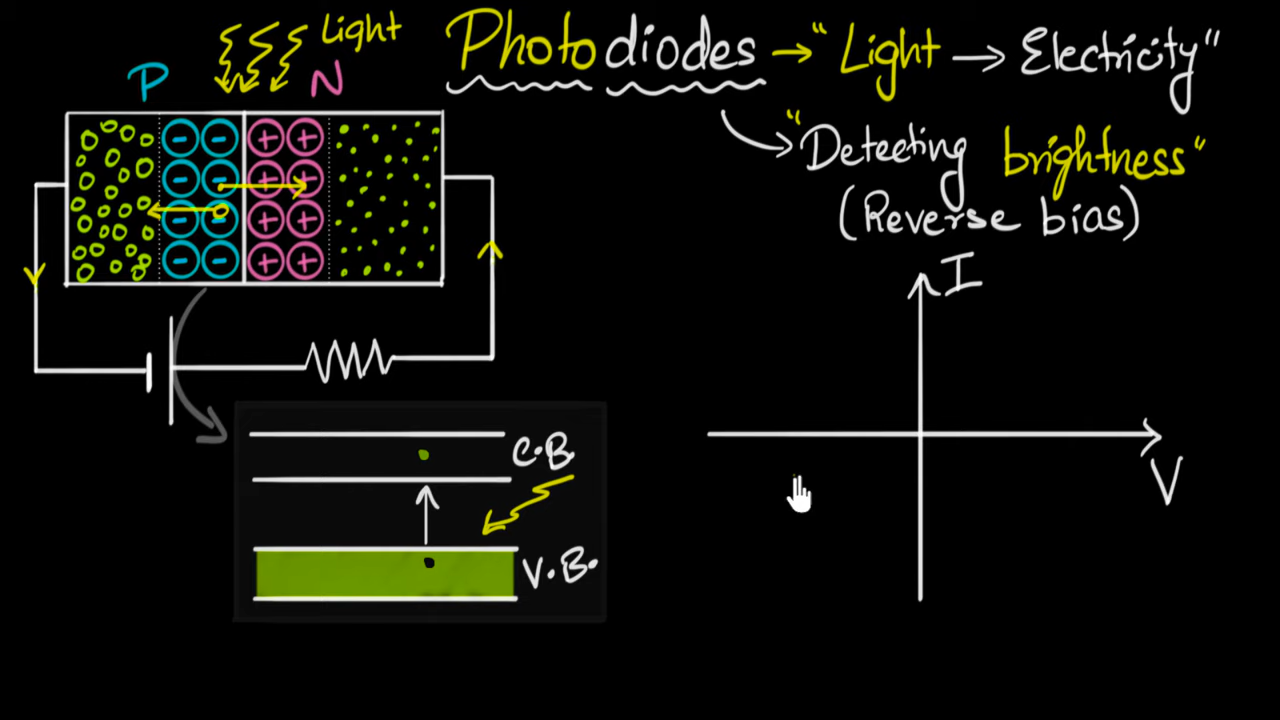 Light
Photodiodes → "Light → Electricity"
P
N
"Detecting brightness"
(Reverse bias)
I
V
C.B.
V.B.